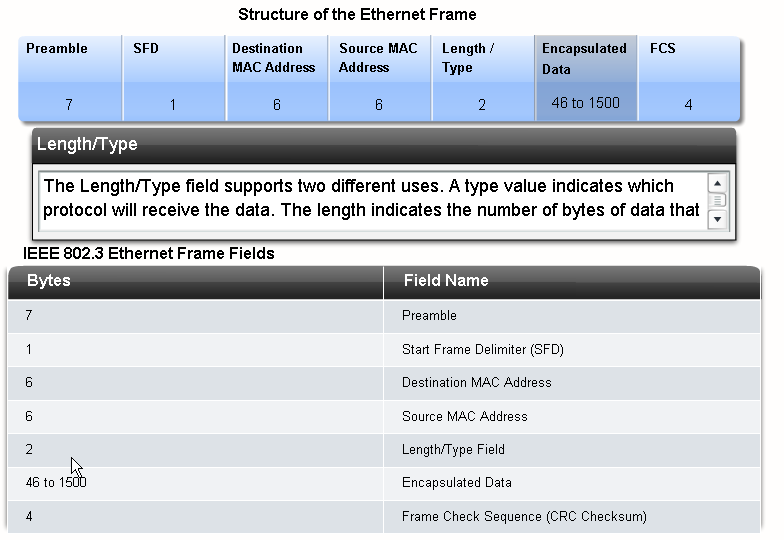 Structure of the Ethernet Frame
Preamble SFD Destination MAC Address Source MAC Address Length / Type Encapsulated Data FCS
7 1 6 6 2 46 to 1500 4
Length/Type
The Length/Type field supports two different uses. A type value indicates which
protocol will receive the data. The length indicates the number of bytes of data that
IEEE 802.3 Ethernet Frame Fields
Bytes Field Name
7 Preamble
1 Start Frame Delimiter (SFD)
6 Destination MAC Address
6 Source MAC Address
2 Length/Type Field
46 to 1500 Encapsulated Data
4 Frame Check Sequence (CRC Checksum)